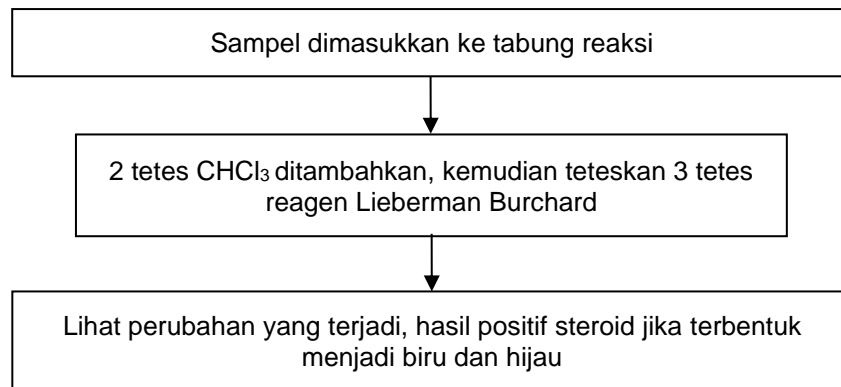 Sampel dimasukkan ke tabung reaksi
2 tetes CHCl₃ ditambahkan, kemudian teteskan 3 tetes
reagen Lieberman Burchard
Lihat perubahan yang terjadi, hasil positif steroid jika terbentuk
menjadi biru dan hijau